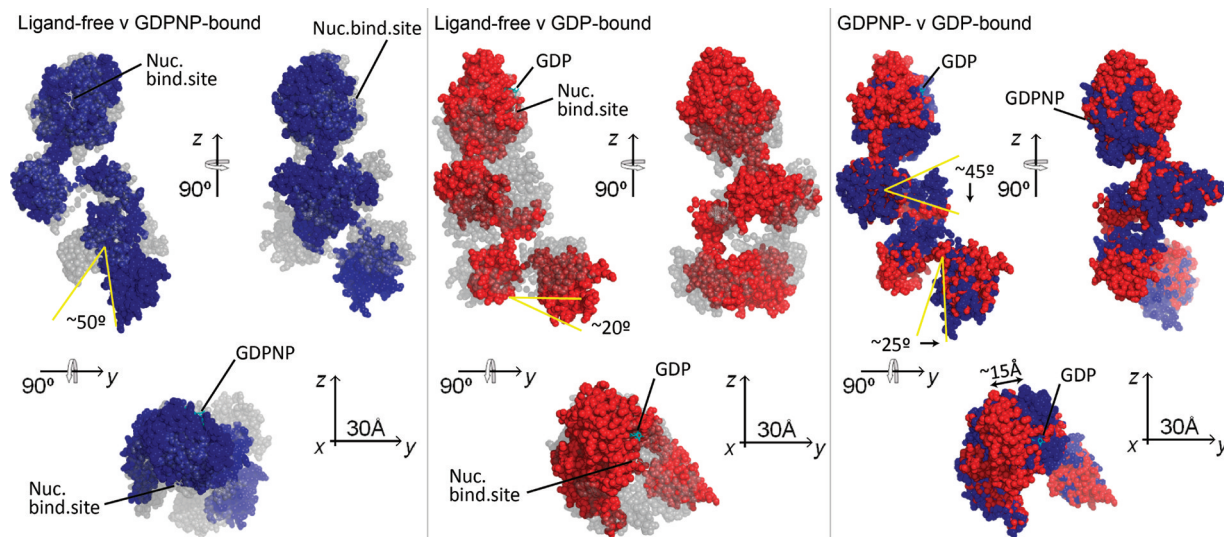 Ligand-free v GDPNP-bound
Nuc.
bind.site
Nuc.bind.site
z
90º
~50º
90º
y
GDPNP
z
30Å
x
y
Nuc.
bind.site
Ligand-free v GDP-bound
GDP
Nuc.
bind.site
z
90º
~20º
GDP
z
30Å
x
y
Nuc.
bind.site
GDPNP- v GDP-bound
GDP
GDPNP
z
~45º
90º
~25º
90º
y
~15Å
GDP
z
30Å
x
y